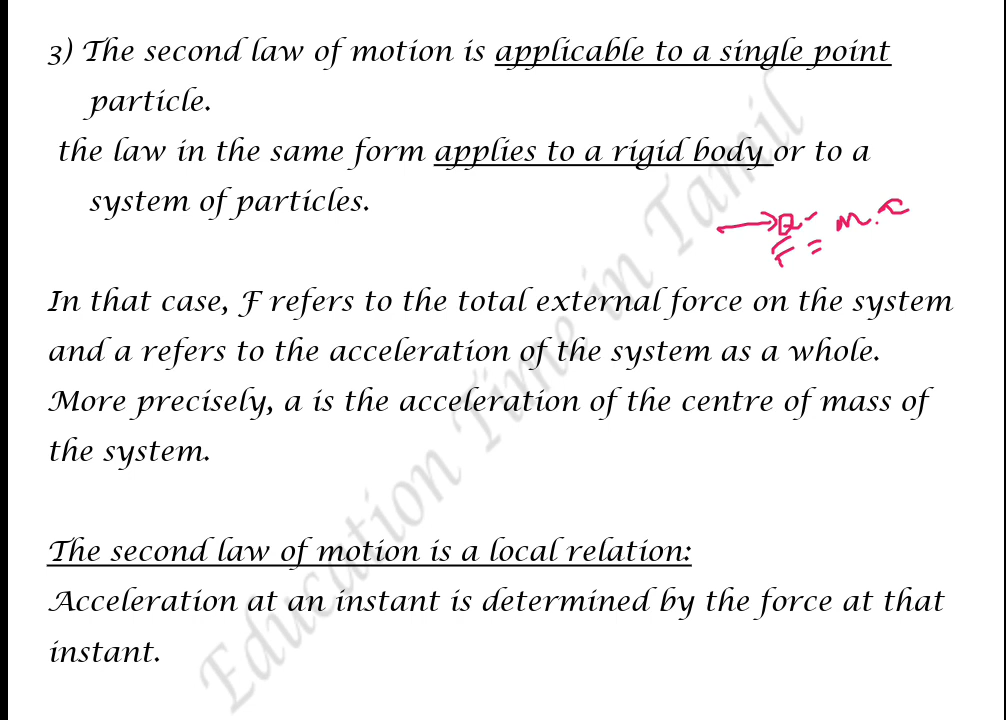 3) The second law of motion is applicable to a single point
particle.
the law in the same form applies to a rigid body or to a
system of particles.
F = m.a
In that case, F refers to the total external force on the system
and a refers to the acceleration of the system as a whole.
More precisely, a is the acceleration of the centre of mass of
the system.
The second law of motion is a local relation:
Acceleration at an instant is determined by the force at that
instant.
Education Time in Tamil